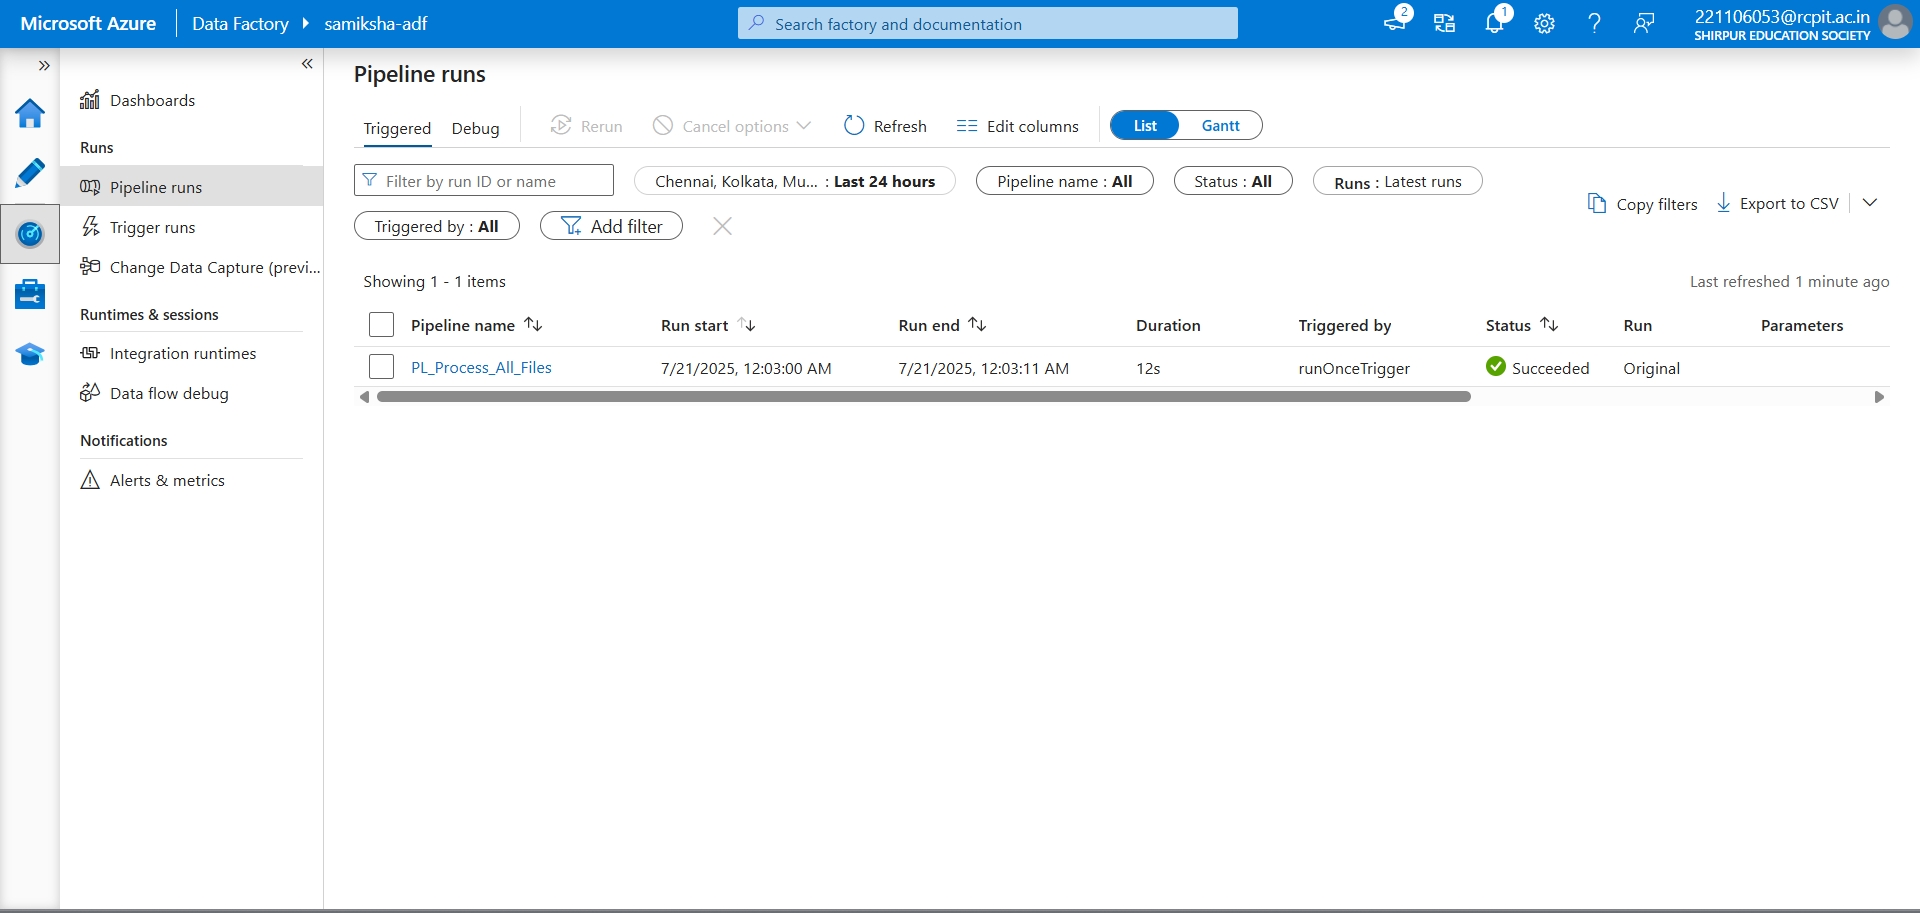 Microsoft Azure Data Factory samiksha-adf Search factory and documentation 2 1 221106053@rcpit.ac.in
SHIRPUR EDUCATION SOCIETY
Dashboards
Runs
Pipeline runs
Trigger runs
Change Data Capture (previ...
Runtimes & sessions
Integration runtimes
Data flow debug
Notifications
Alerts & metrics
Pipeline runs
Triggered Debug Rerun Cancel options Refresh Edit columns List Gantt
Filter by run ID or name Chennai, Kolkata, Mu... : Last 24 hours Pipeline name : All Status : All Runs : Latest runs
Triggered by : All Add filter
Copy filters Export to CSV
Showing 1 - 1 items Last refreshed 1 minute ago
Pipeline name Run start Run end Duration Triggered by Status Run Parameters
PL_Process_All_Files 7/21/2025, 12:03:00 AM 7/21/2025, 12:03:11 AM 12s runOnceTrigger Succeeded Original